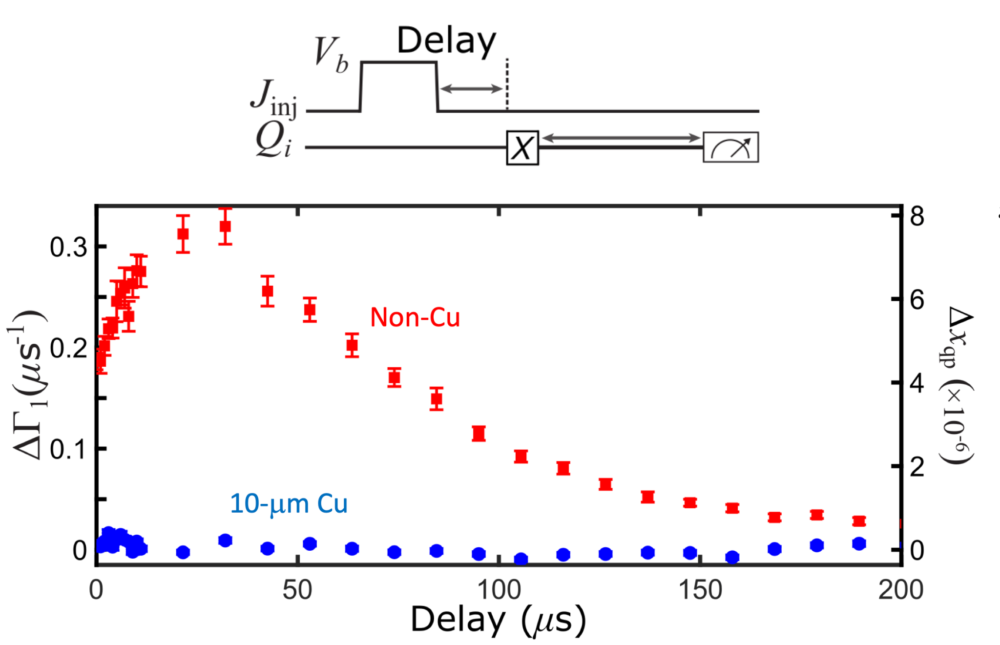 Delay
V_b
J_inj
Q_i
X
8
0.3
6
Non-Cu
0.2
4
ΔΓ₁(μs⁻¹)
Δx_qp (×10⁻⁶)
0.1
2
10-μm Cu
0
0
0 50 100 150 200
Delay (μs)